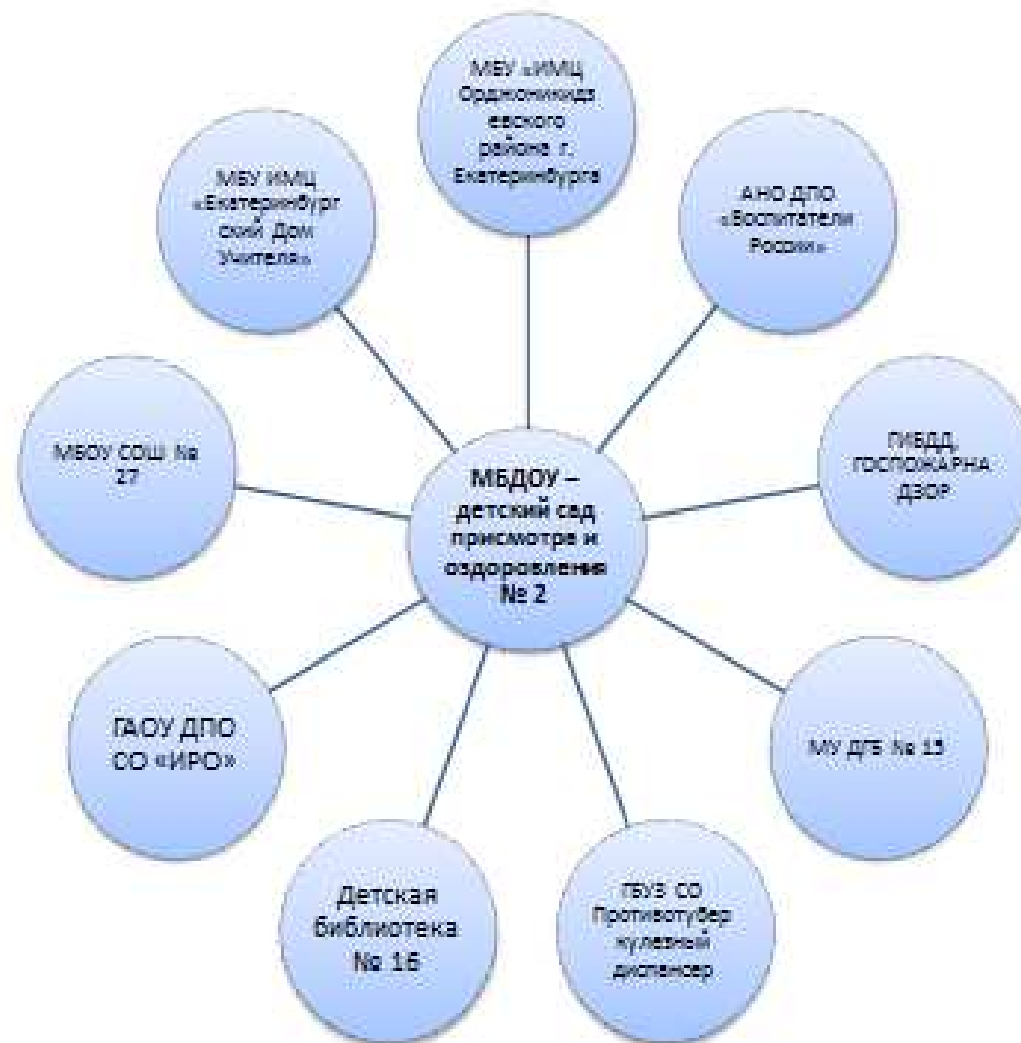 МБУ «ИМЦ
Орджоникидз
евского
района г.
Екатеринбурга
МБУ ИМЦ
«Екатеринбург
ский Дом
Учителя»
АНО ДПО
«Воспитатели
России»
МБОУ СОШ №
27
МБДОУ –
детский сад
присмотра и
оздоровления
№ 2
ГИБДД,
ГОСПОЖАРНА
ДЗОР
ГАОУ ДПО
СО «ИРО»
МУ ДГБ № 15
Детская
библиотека
№ 16
ГБУЗ СО
Противотубер
кулезный
диспансер